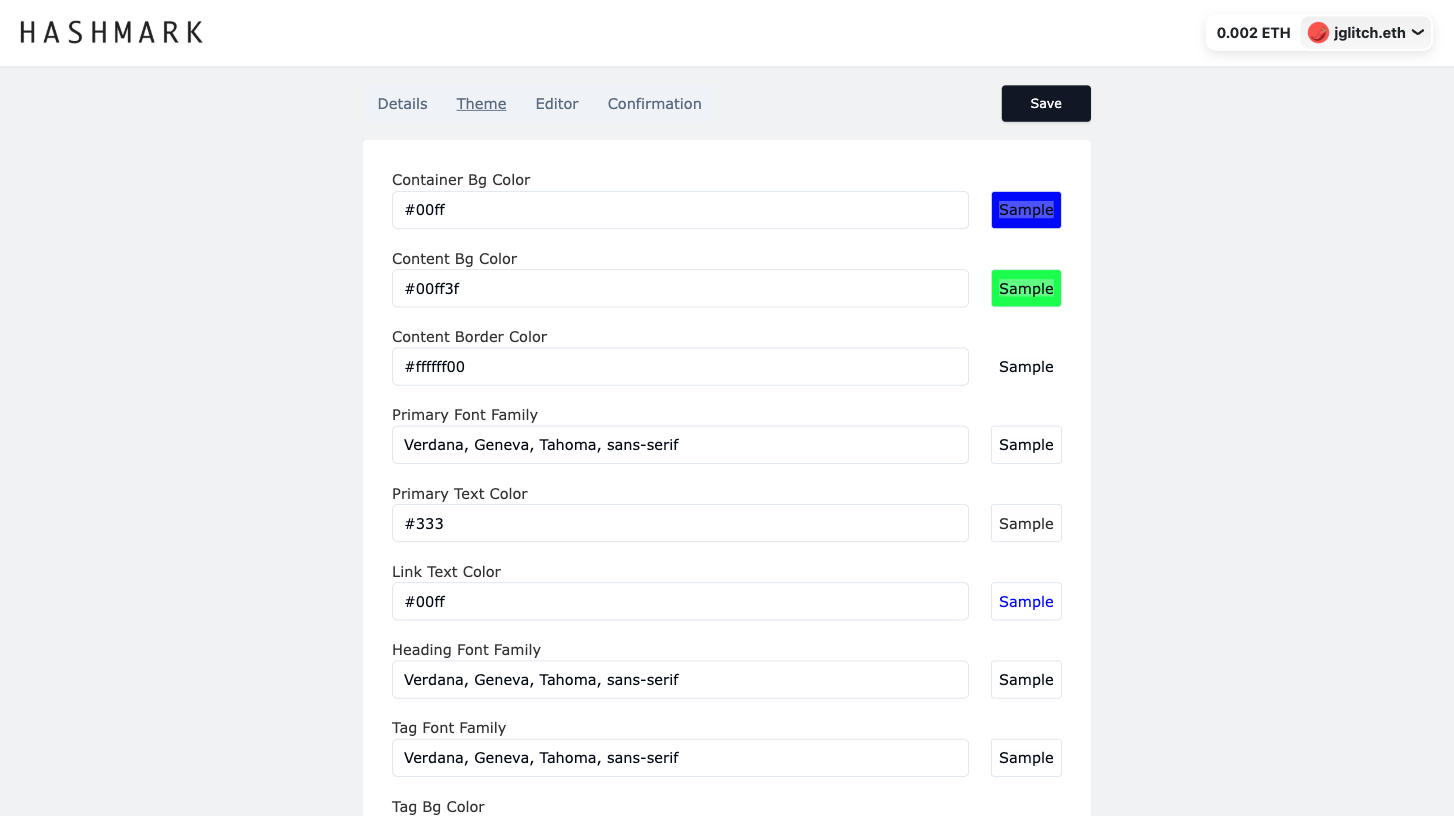 HASHMARK
0.002 ETH jglitch.eth
Details Theme Editor Confirmation Save
Container Bg Color
#00ff Sample
Content Bg Color
#00ff3f Sample
Content Border Color
#ffffff00 Sample
Primary Font Family
Verdana, Geneva, Tahoma, sans-serif Sample
Primary Text Color
#333 Sample
Link Text Color
#00ff Sample
Heading Font Family
Verdana, Geneva, Tahoma, sans-serif Sample
Tag Font Family
Verdana, Geneva, Tahoma, sans-serif Sample
Tag Bg Color